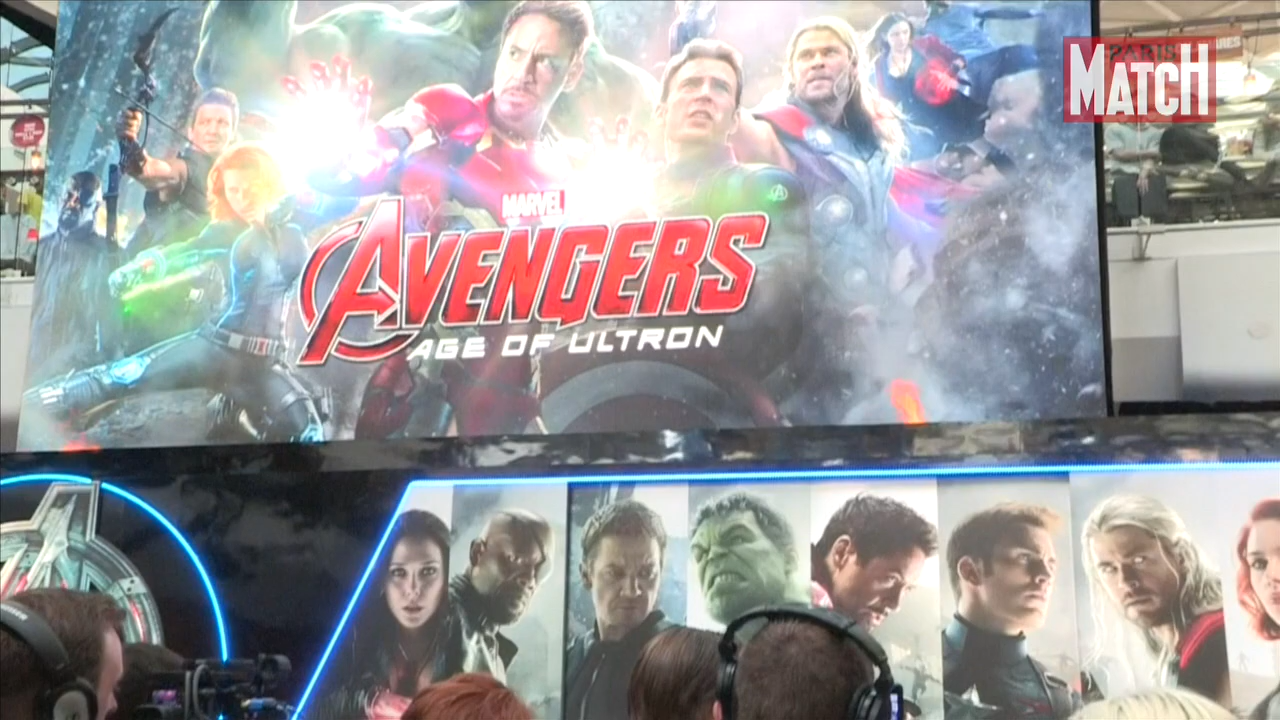 PARIS
MATCH
MARVEL
AVENGERS
AGE OF ULTRON